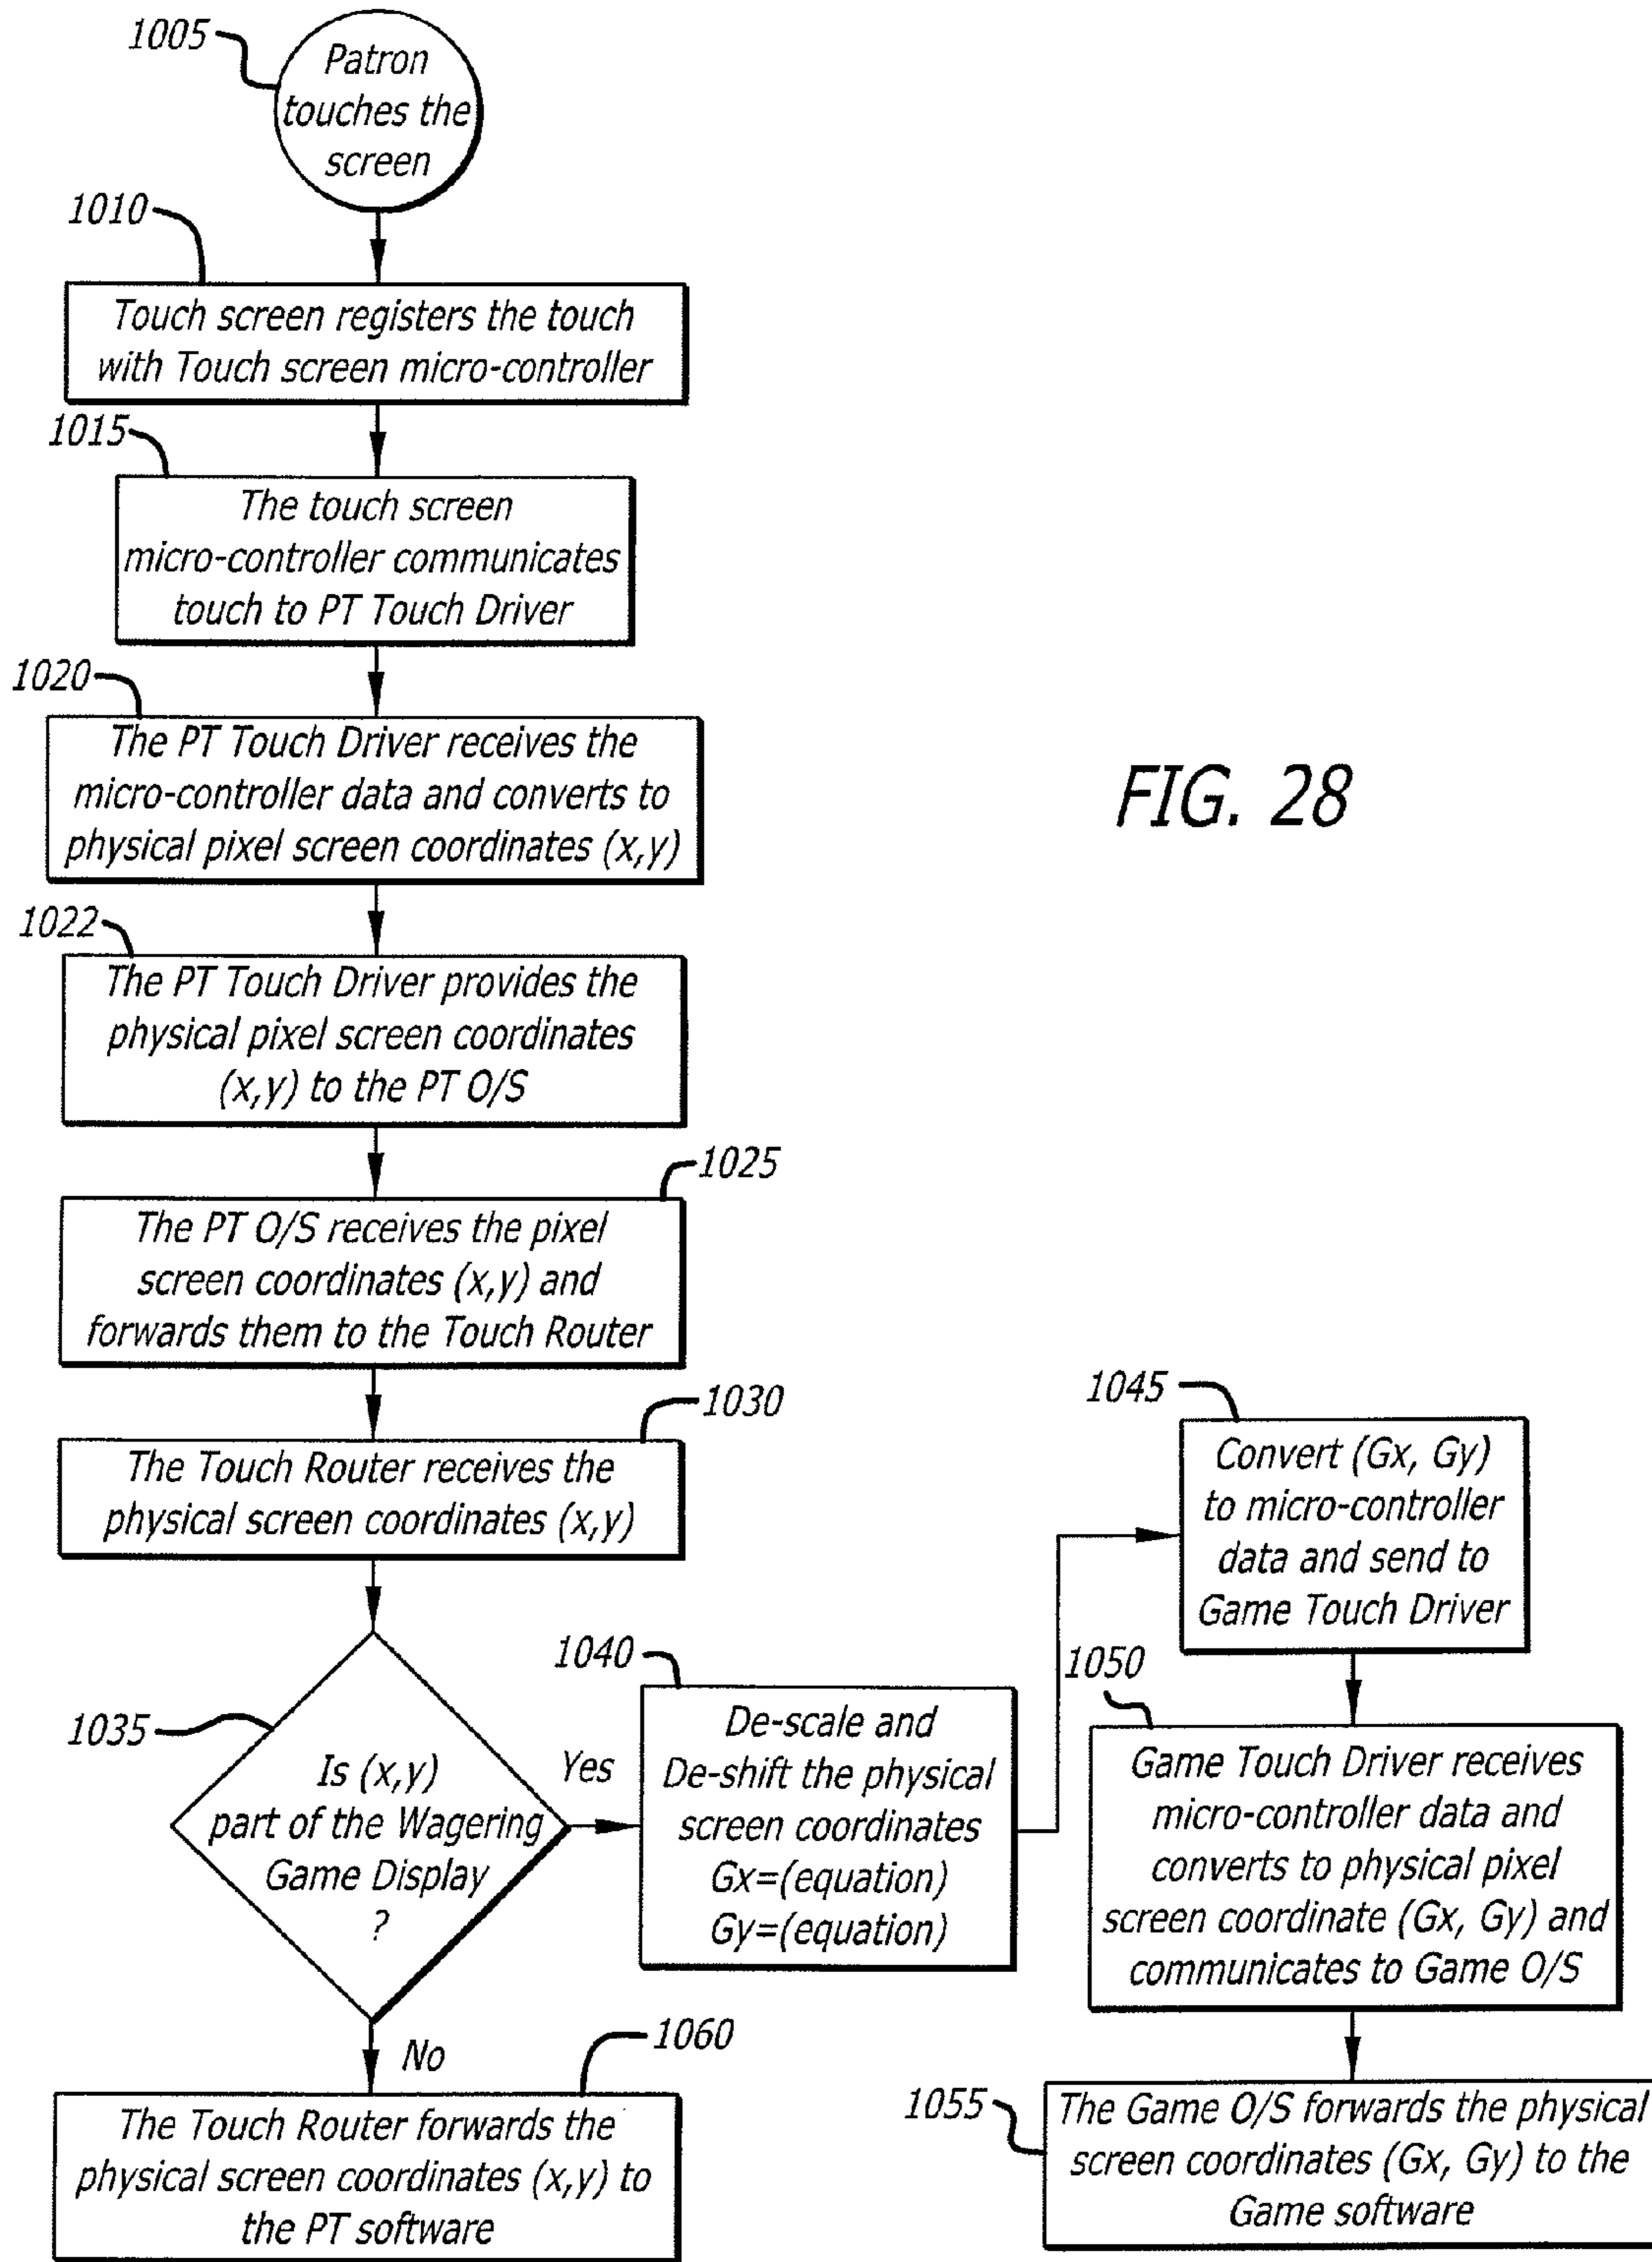 1005
Patron
touches the
screen
1010
Touch screen registers the touch
with Touch screen micro-controller
1015
The touch screen
micro-controller communicates
touch to PT Touch Driver
1020
The PT Touch Driver receives the
micro-controller data and converts to
physical pixel screen coordinates (x,y)
FIG. 28
1022
The PT Touch Driver provides the
physical pixel screen coordinates
(x,y) to the PT O/S
1025
The PT O/S receives the pixel
screen coordinates (x,y) and
forwards them to the Touch Router
1030
The Touch Router receives the
physical screen coordinates (x,y)
1035
Is (x,y)
part of the Wagering
Game Display
?
Yes
1040
De-scale and
De-shift the physical
screen coordinates
Gx=(equation)
Gy=(equation)
1045
Convert (Gx, Gy)
to micro-controller
data and send to
Game Touch Driver
1050
Game Touch Driver receives
micro-controller data and
converts to physical pixel
screen coordinate (Gx, Gy) and
communicates to Game O/S
1055
The Game O/S forwards the physical
screen coordinates (Gx, Gy) to the
Game software
No
1060
The Touch Router forwards the
physical screen coordinates (x,y) to
the PT software